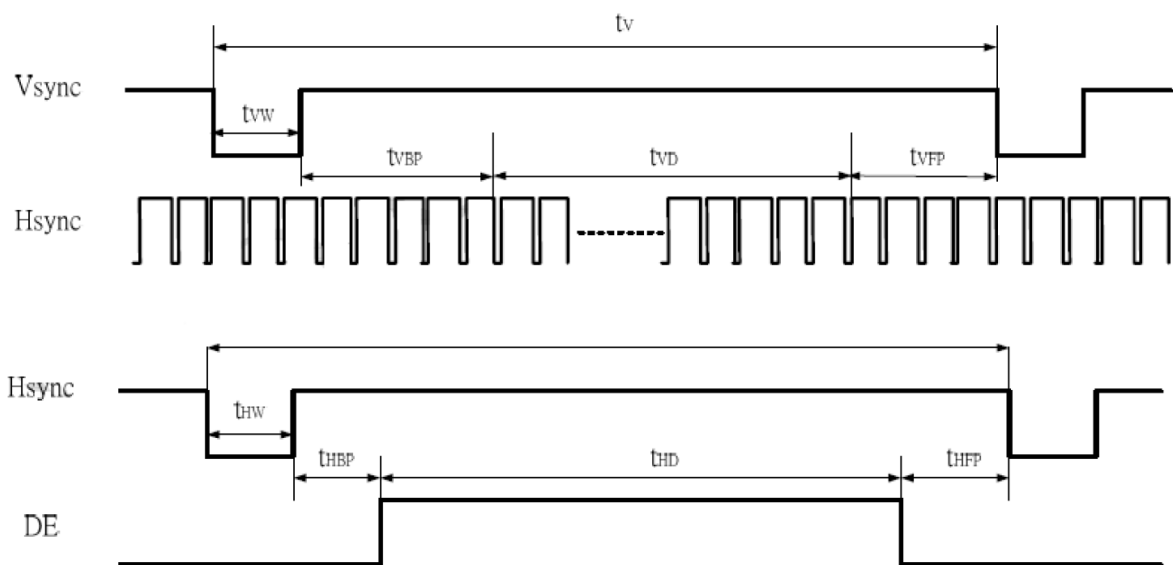 tV
Vsync
tVW
tVBP tVD tVFP
Hsync
Hsync
tHW
tHBP tHD tHFP
DE